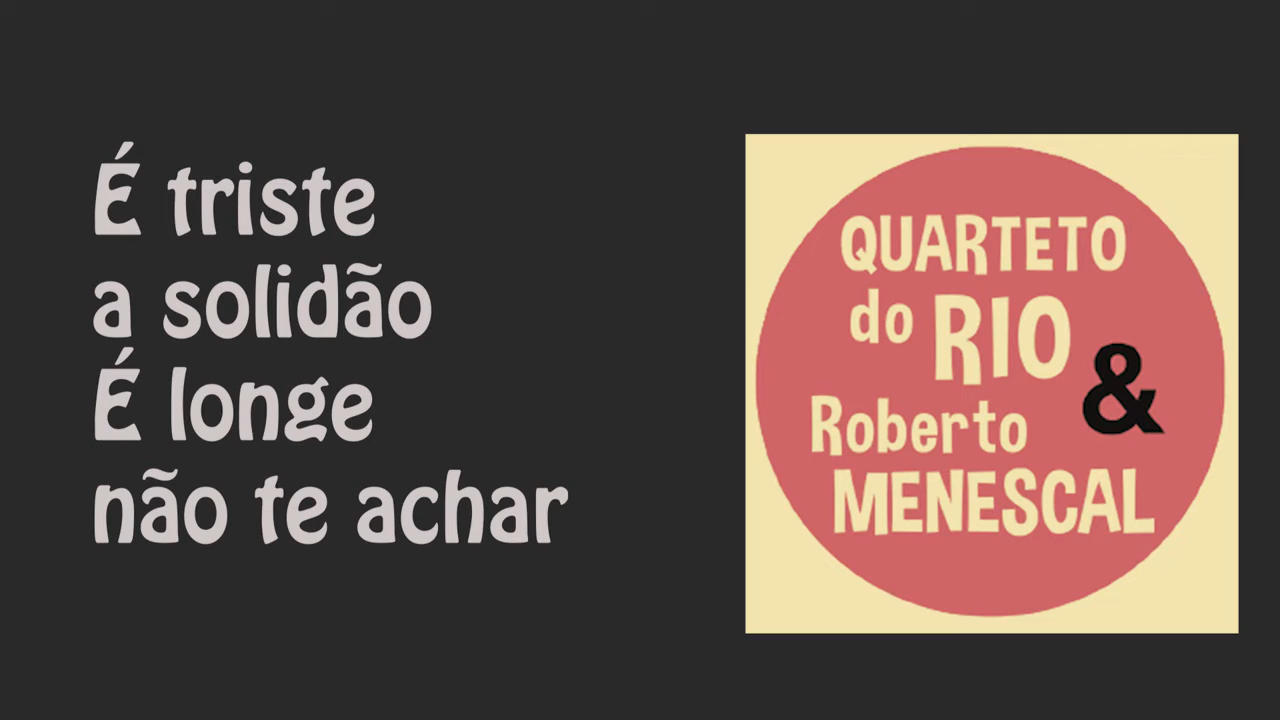 É triste
a solidão
É longe
não te achar
QUARTETO
do RIO
&
Roberto
MENESCAL